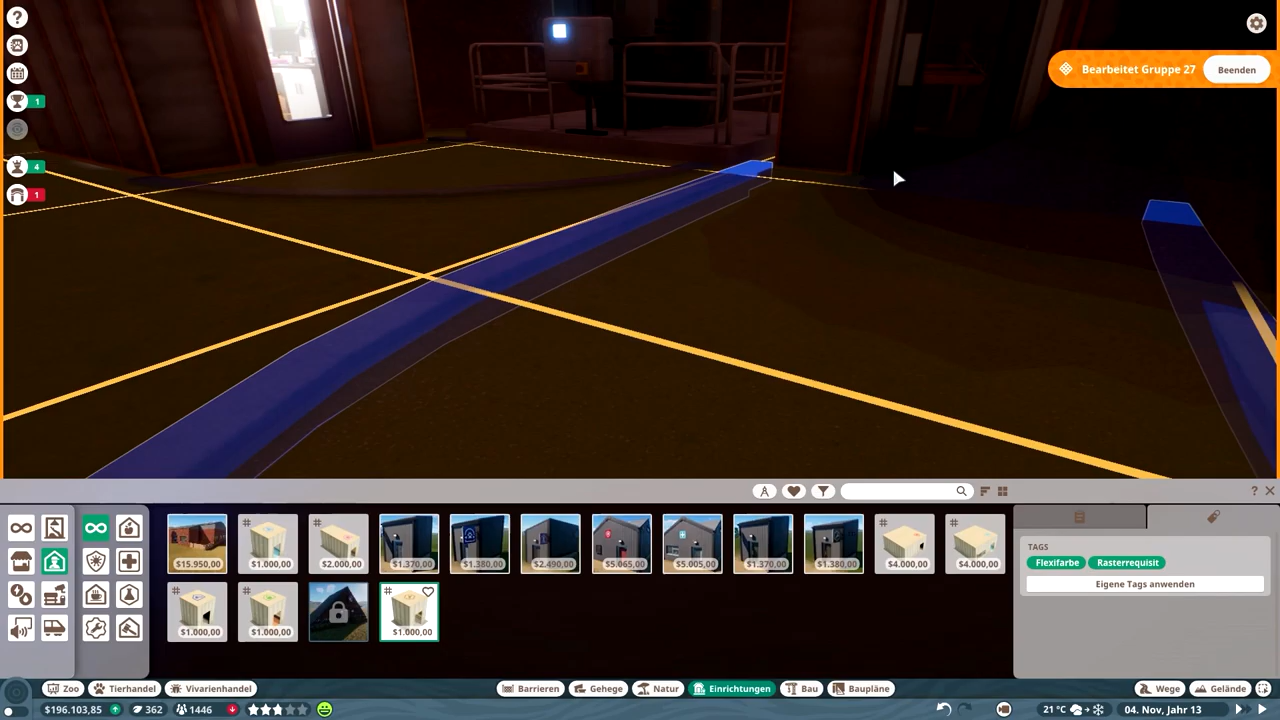 ?
Bearbeitet Gruppe 27
Beenden
1
4
1
?
$15.950,00
$1.000,00
$2.000,00
$1.370,00
$1.380,00
$2.490,00
$5.065,00
$5.005,00
$1.370,00
$1.380,00
$4.000,00
$4.000,00
$1.000,00
$1.000,00
$1.000,00
TAGS
Flexifarbe
Rasterrequisit
Eigene Tags anwenden
Zoo
Tierhandel
Vivarienhandel
Barrieren
Gehege
Natur
Einrichtungen
Bau
Baupläne
Wege
Gelände
$196.103,85
362
1446
21 °C
04. Nov, Jahr 13